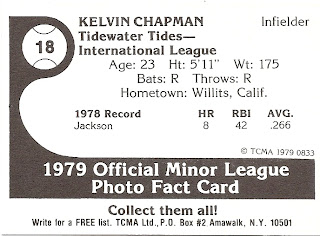 18
KELVIN CHAPMAN Infielder
Tidewater Tides—
International League
Age: 23 Ht: 5'11" Wt: 175
Bats: R Throws: R
Hometown: Willits, Calif.
1978 Record HR RBI AVG.
Jackson 8 42 .266
© TCMA 1979 0833
1979 Official Minor League
Photo Fact Card
Collect them all!
Write for a FREE list. TCMA Ltd., P.O. Box #2 Amawalk, N.Y. 10501